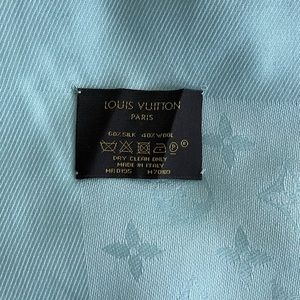 LOUIS VUITTON
PARIS
60% SILK 40% WOOL
DRY CLEAN ONLY
MADE IN ITALY